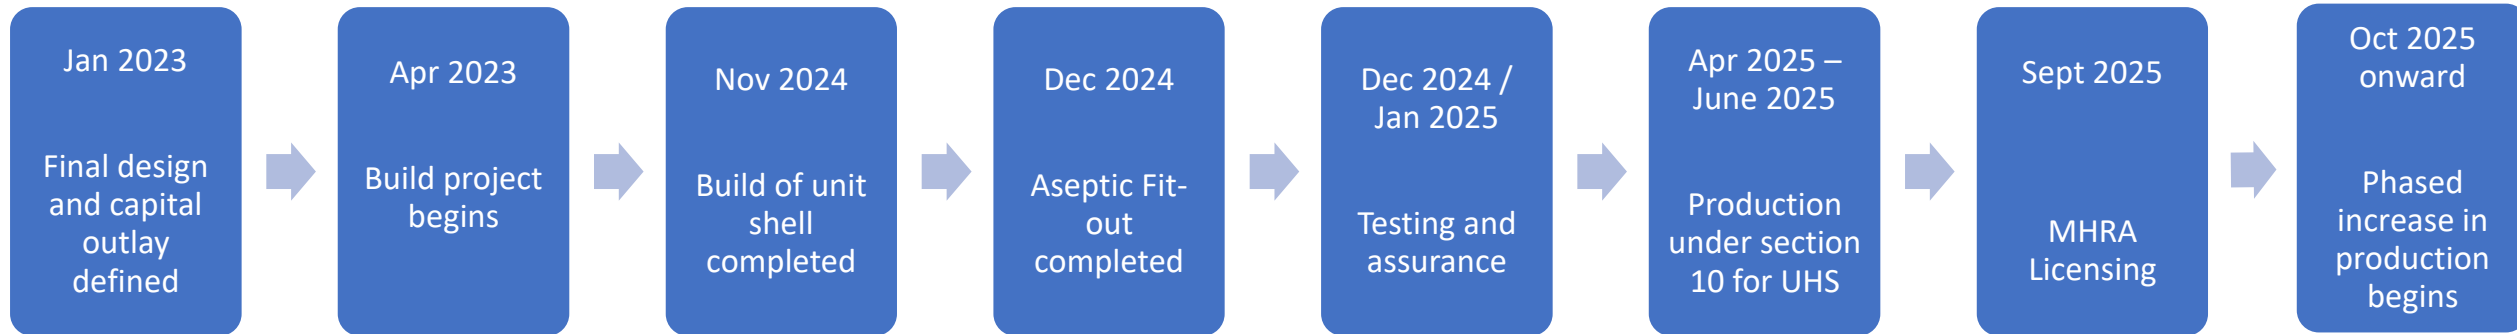 Jan 2023
Final design
and capital
outlay
defined
Apr 2023
Build project
begins
Nov 2024
Build of unit
shell
completed
Dec 2024
Aseptic Fit-
out
completed
Dec 2024 /
Jan 2025
Testing and
assurance
Apr 2025 –
June 2025
Production
under section
10 for UHS
Sept 2025
MHRA
Licensing
Oct 2025
onward
Phased
increase in
production
begins